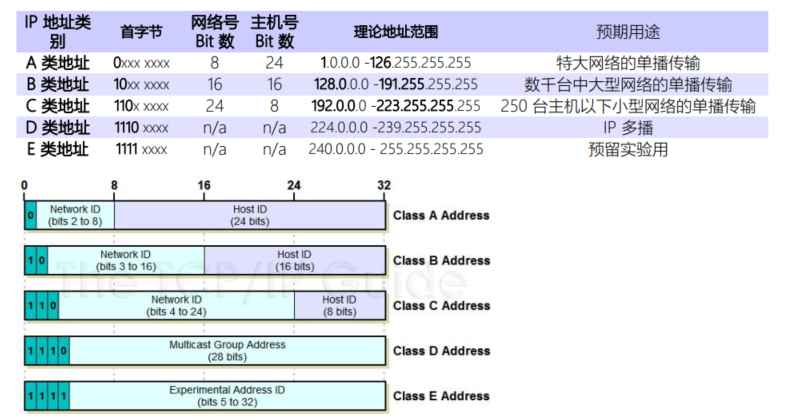 IP 地址类别 首字节 网络号 Bit 数 主机号 Bit 数 理论地址范围 预期用途
A 类地址 0xxx xxxx 8 24 1.0.0.0 -126.255.255.255 特大网络的单播传输
B 类地址 10xx xxxx 16 16 128.0.0.0 -191.255.255.255 数千台中大型网络的单播传输
C 类地址 110x xxxx 24 8 192.0.0.0 -223.255.255.255 250 台主机以下小型网络的单播传输
D 类地址 1110 xxxx n/a n/a 224.0.0.0 -239.255.255.255 IP 多播
E 类地址 1111 xxxx n/a n/a 240.0.0.0 - 255.255.255.255 预留实验用
0 8 16 24 32
0 Network ID (bits 2 to 8) Host ID (24 bits) Class A Address
1 0 Network ID (bits 3 to 16) Host ID (16 bits) Class B Address
The TCP/IP Guide
1 1 0 Network ID (bits 4 to 24) Host ID (8 bits) Class C Address
1 1 1 0 Multicast Group Address (28 bits) Class D Address
1 1 1 1 Experimental Address ID (bits 5 to 32) Class E Address